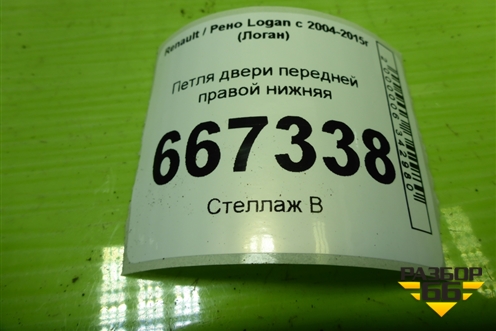 Renault / Рено Logan с 2004-2015г
(Логан)
Петля двери передней
правой нижняя
667338
Стеллаж В
РАЗБОР
66